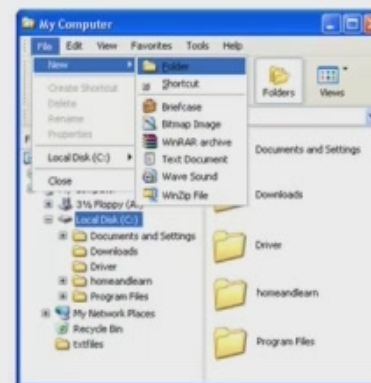 My Computer
File Edit View Favorites Tools Help
New
Create Shortcut
Delete
Rename
Properties
Local Disk (C:)
Close
Folder
Shortcut
Briefcase
Bitmap Image
WinRAR archive
Text Document
Wave Sound
WinZip File
Folders
Views
3½ Floppy (A:)
Local Disk (C:)
Documents and Settings
Downloads
Driver
homeandlearn
Program Files
My Network Places
Recycle Bin
txtfiles
Documents and Settings
Downloads
Driver
homeandlearn
Program Files